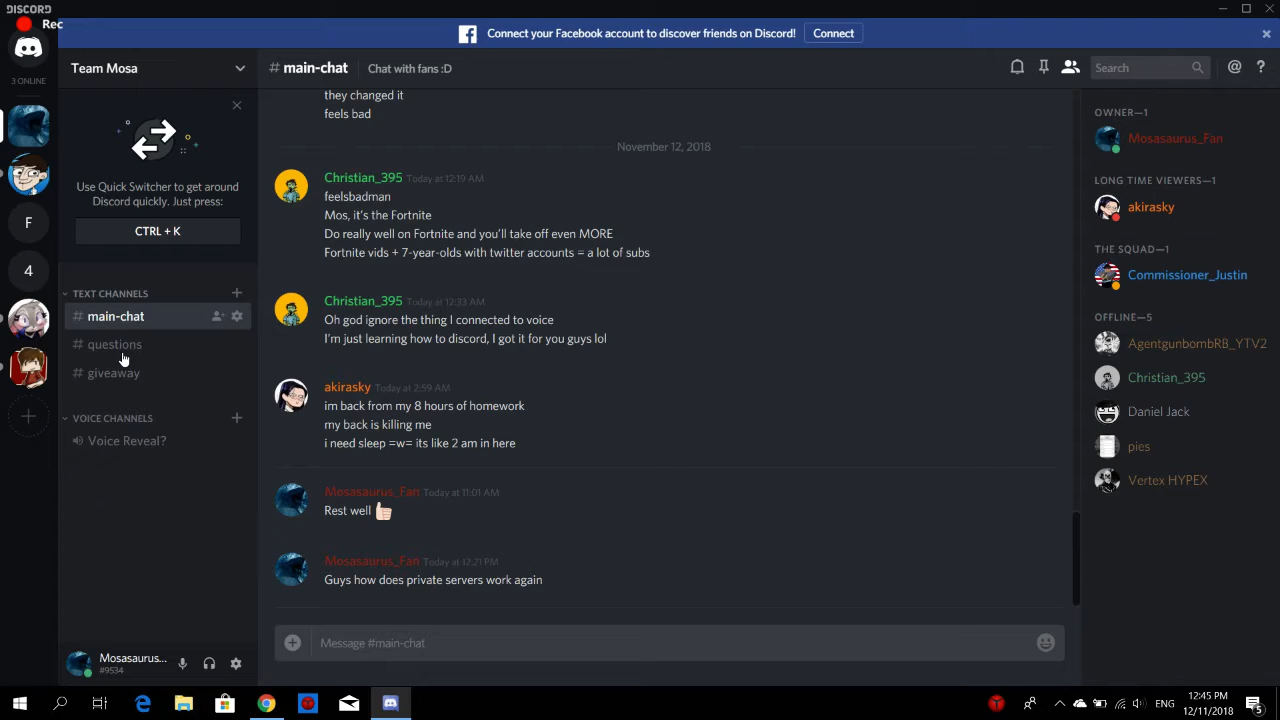 DISCORD
Rec
Connect your Facebook account to discover friends on Discord!
Connect
3 ONLINE
F
4
Team Mosa
Use Quick Switcher to get around
Discord quickly. Just press:
CTRL + K
TEXT CHANNELS
# main-chat
# questions
# giveaway
VOICE CHANNELS
Voice Reveal?
Mosasaurus_...
#9534
# main-chat
Chat with fans :D
Search
they changed it
feels bad
November 12, 2018
Christian_395 Today at 12:19 AM
feelsbadman
Mos, it's the Fortnite
Do really well on Fortnite and you'll take off even MORE
Fortnite vids + 7-year-olds with twitter accounts = a lot of subs
Christian_395 Today at 12:33 AM
Oh god ignore the thing I connected to voice
I'm just learning how to discord, I got it for you guys lol
akirasky Today at 2:59 AM
im back from my 8 hours of homework
my back is killing me
i need sleep =w= its like 2 am in here
Mosasaurus_Fan Today at 11:01 AM
Rest well
Mosasaurus_Fan Today at 12:21 PM
Guys how does private servers work again
Message #main-chat
OWNER—1
Mosasaurus_Fan
LONG TIME VIEWERS—1
akirasky
THE SQUAD—1
Commissioner_Justin
OFFLINE—5
AgentgunbombRB_YTV2
Christian_395
Daniel Jack
pies
Vertex HYPEX
ENG
12:45 PM
12/11/2018
5